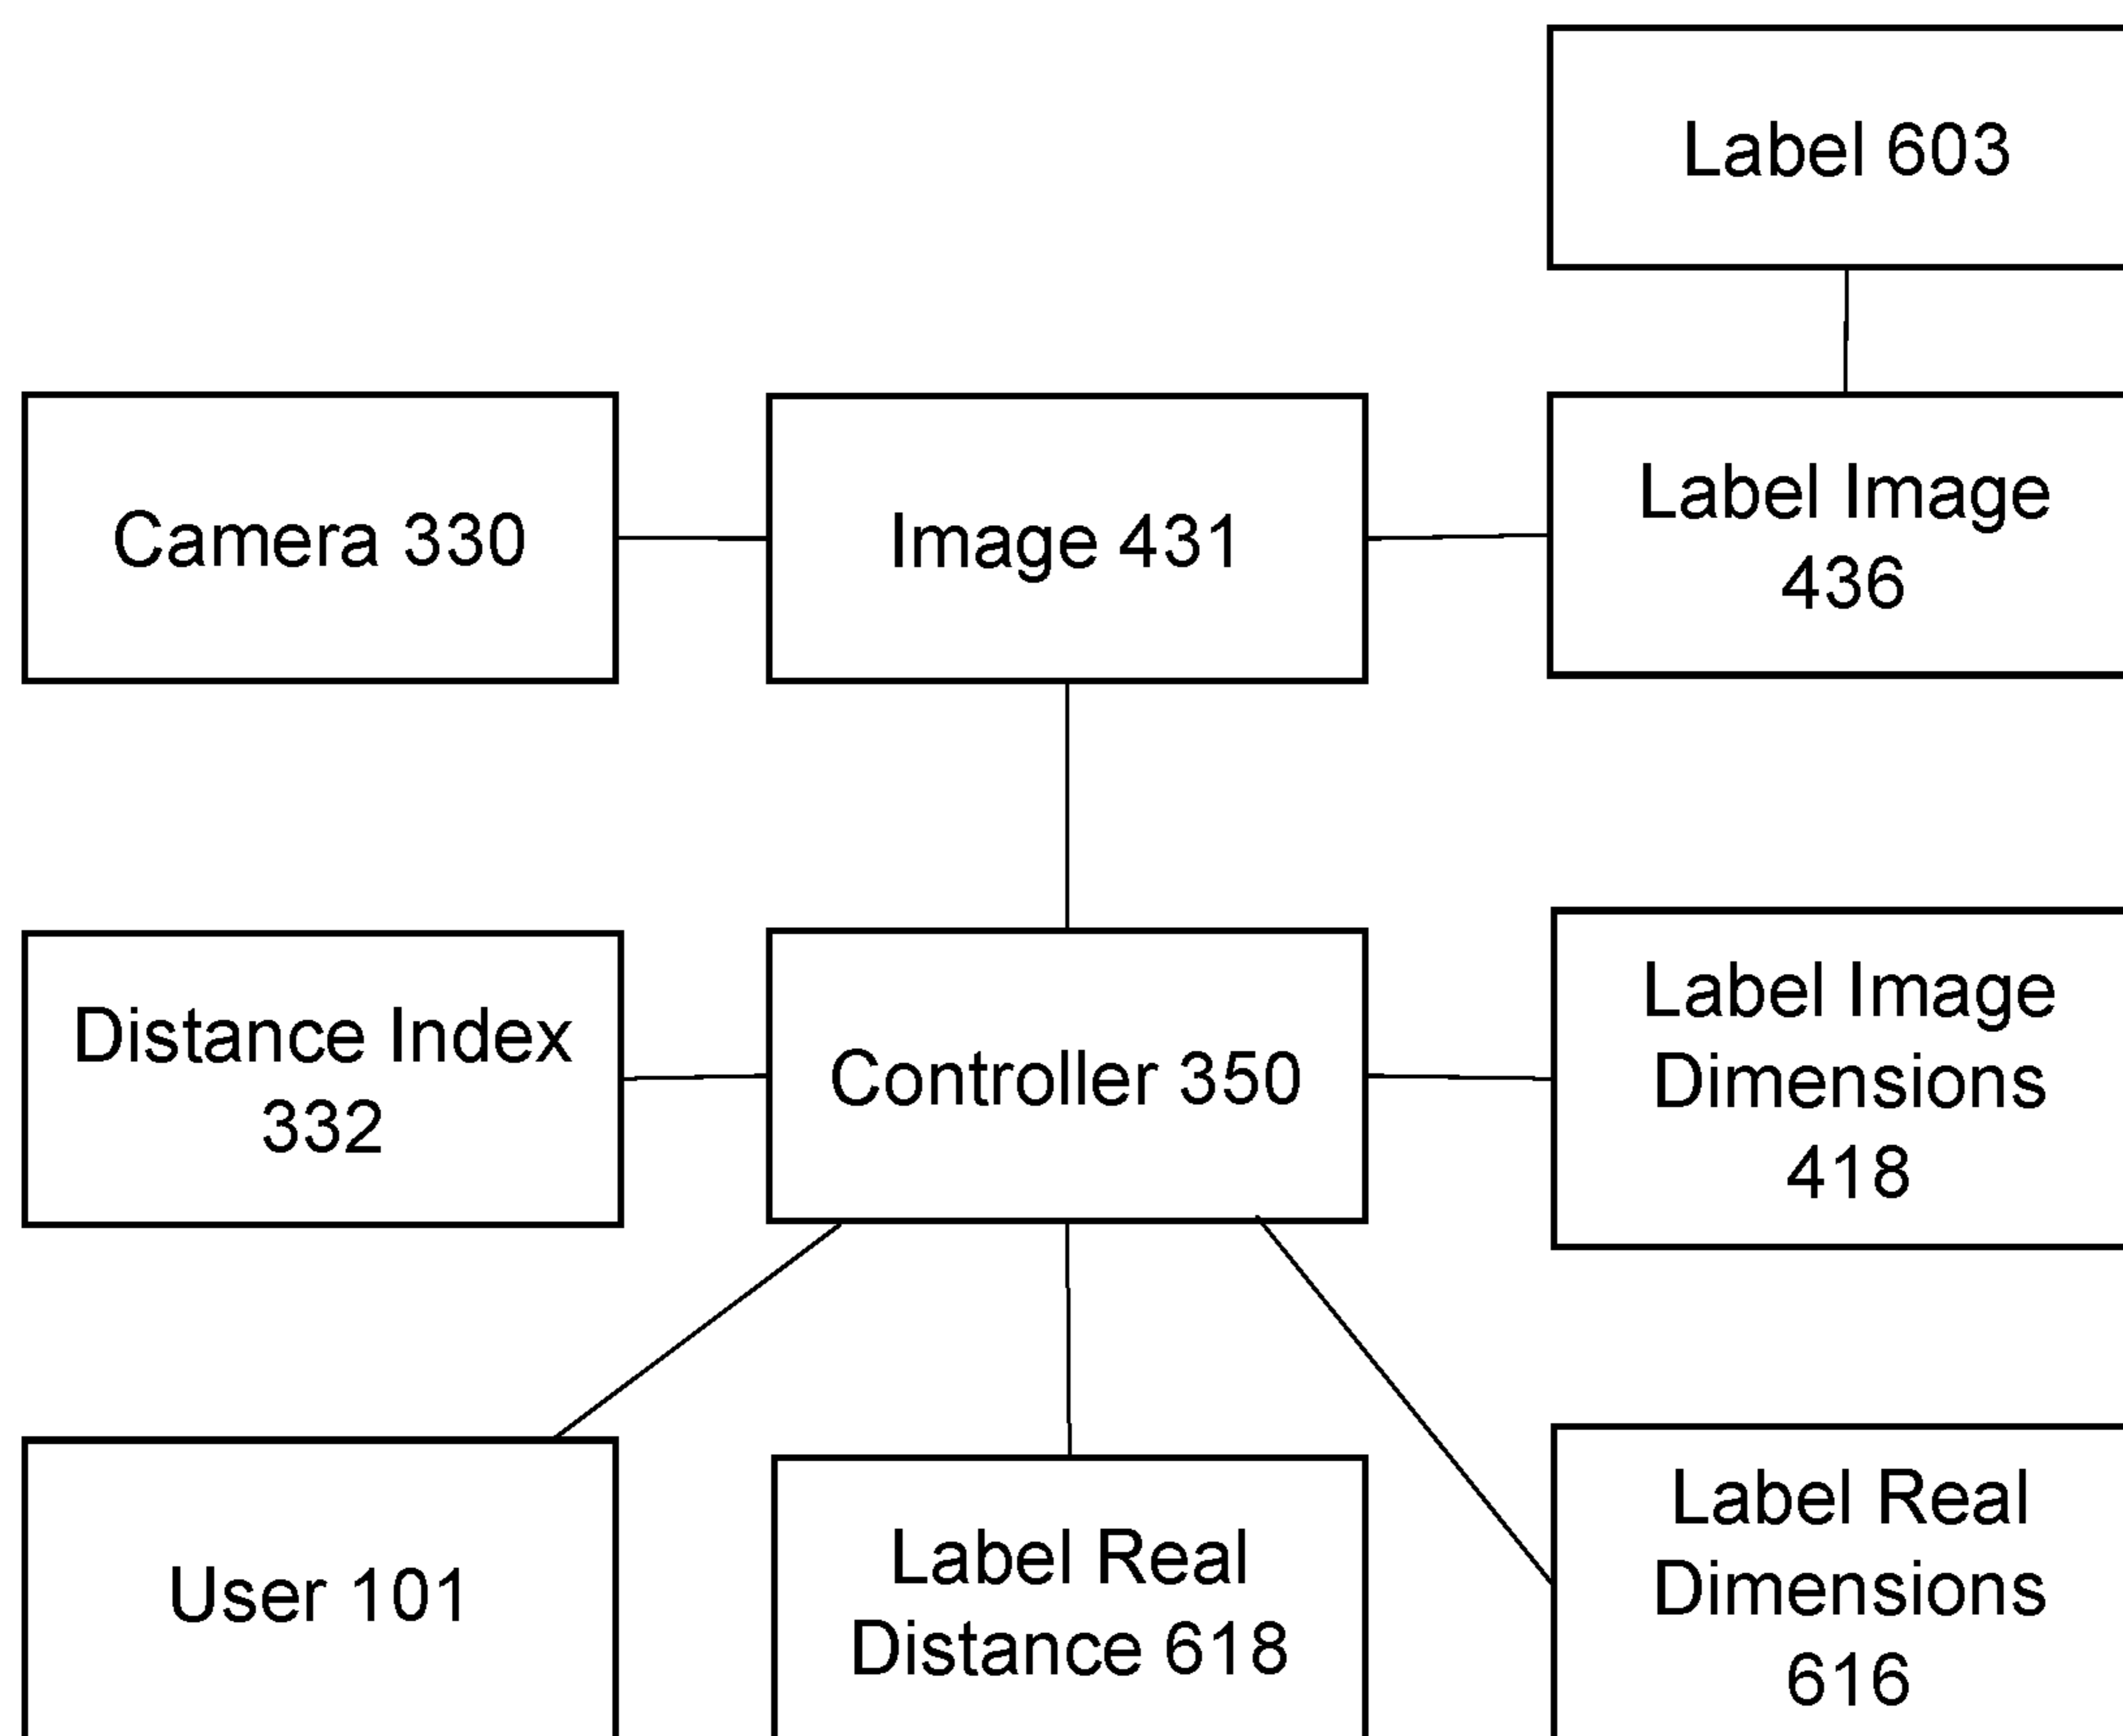 Label 603
Camera 330
Image 431
Label Image
436
Distance Index
332
Controller 350
Label Image
Dimensions
418
User 101
Label Real
Distance 618
Label Real
Dimensions
616